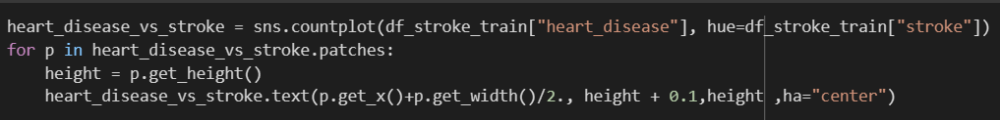 heart_disease_vs_stroke = sns.countplot(df_stroke_train["heart_disease"], hue=df_stroke_train["stroke"])
for p in heart_disease_vs_stroke.patches:
    height = p.get_height()
    heart_disease_vs_stroke.text(p.get_x()+p.get_width()/2., height + 0.1,height ,ha="center")